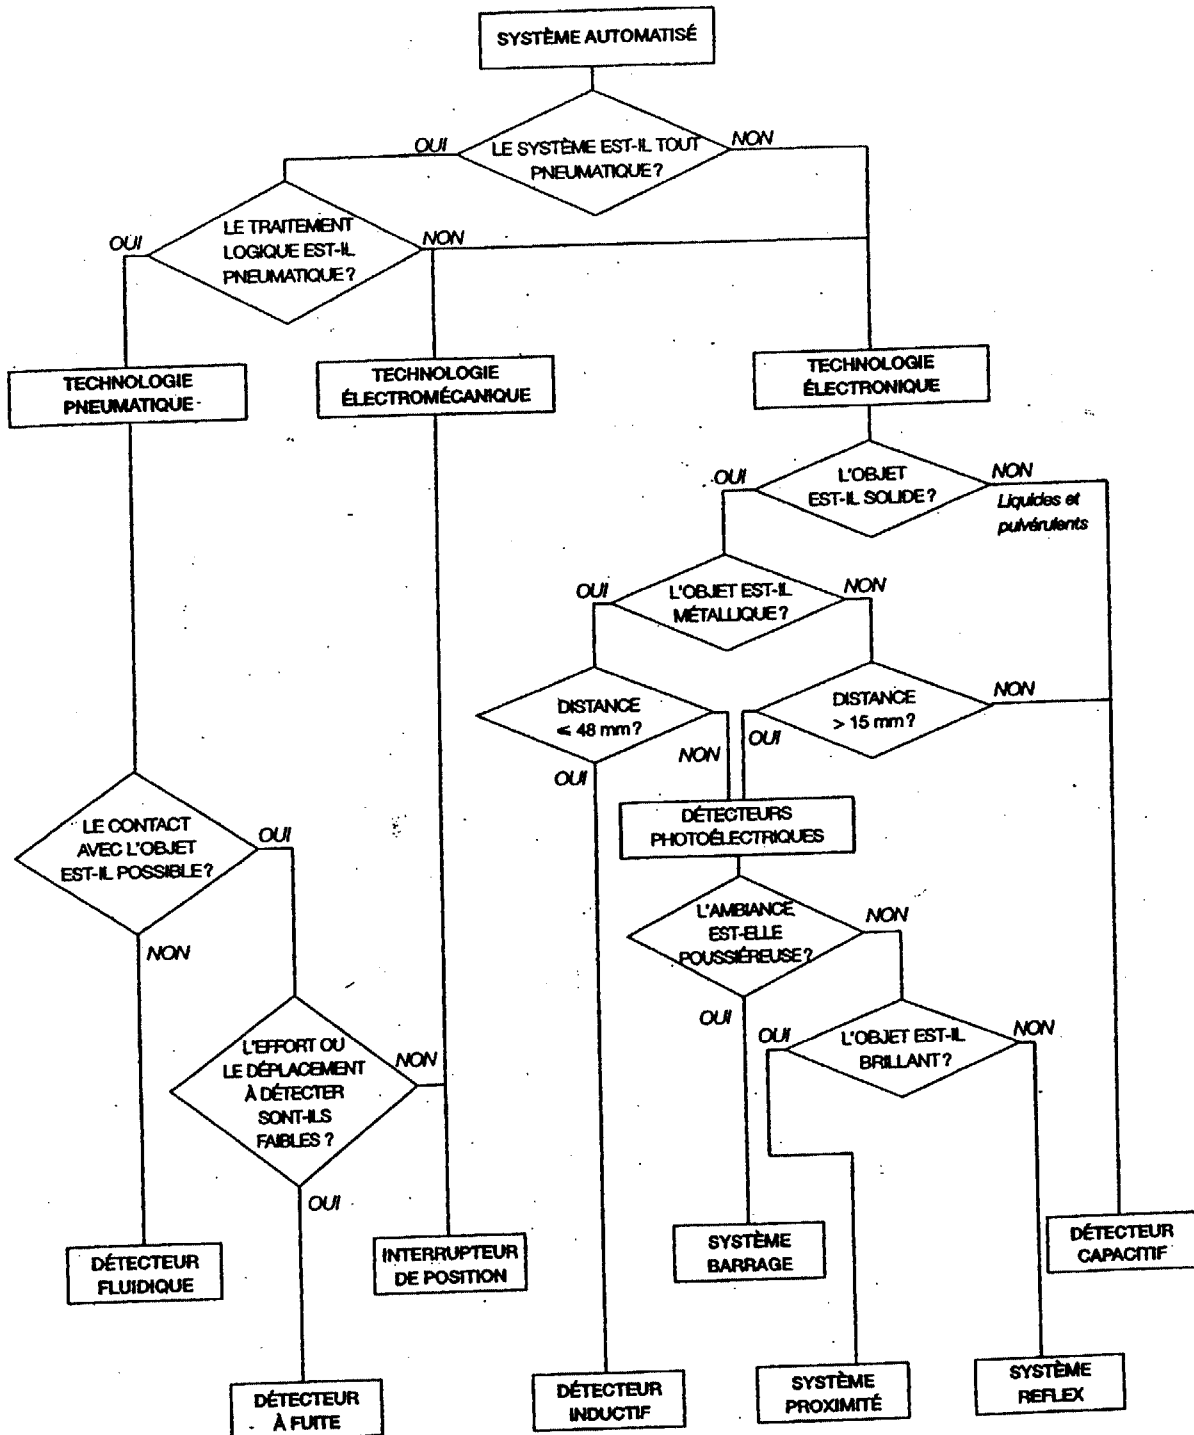 SYSTÈME AUTOMATISÉ
OUI
LE SYSTÈME EST-IL TOUT
PNEUMATIQUE ?
NON
OUI
LE TRAITEMENT
LOGIQUE EST-IL
PNEUMATIQUE ?
NON
TECHNOLOGIE
PNEUMATIQUE
TECHNOLOGIE
ÉLECTROMÉCANIQUE
TECHNOLOGIE
ÉLECTRONIQUE
OUI
L'OBJET
EST-IL SOLIDE ?
NON
Liquides et
pulvérulents
OUI
L'OBJET EST-IL
MÉTALLIQUE ?
NON
DISTANCE
⩽ 48 mm ?
NON
OUI
DISTANCE
> 15 mm ?
OUI
NON
DÉTECTEURS
PHOTOÉLECTRIQUES
LE CONTACT
AVEC L'OBJET
EST-IL POSSIBLE ?
OUI
NON
L'AMBIANCE
EST-ELLE
POUSSIÉREUSE ?
NON
OUI
L'EFFORT OU
LE DÉPLACEMENT
À DÉTECTER
SONT-ILS
FAIBLES ?
NON
OUI
OUI
L'OBJET EST-IL
BRILLANT ?
NON
DÉTECTEUR
FLUIDIQUE
INTERRUPTEUR
DE POSITION
SYSTÈME
BARRAGE
DÉTECTEUR
CAPACITIF
DÉTECTEUR
À FUITE
DÉTECTEUR
INDUCTIF
SYSTÈME
PROXIMITÉ
SYSTÈME
REFLEX